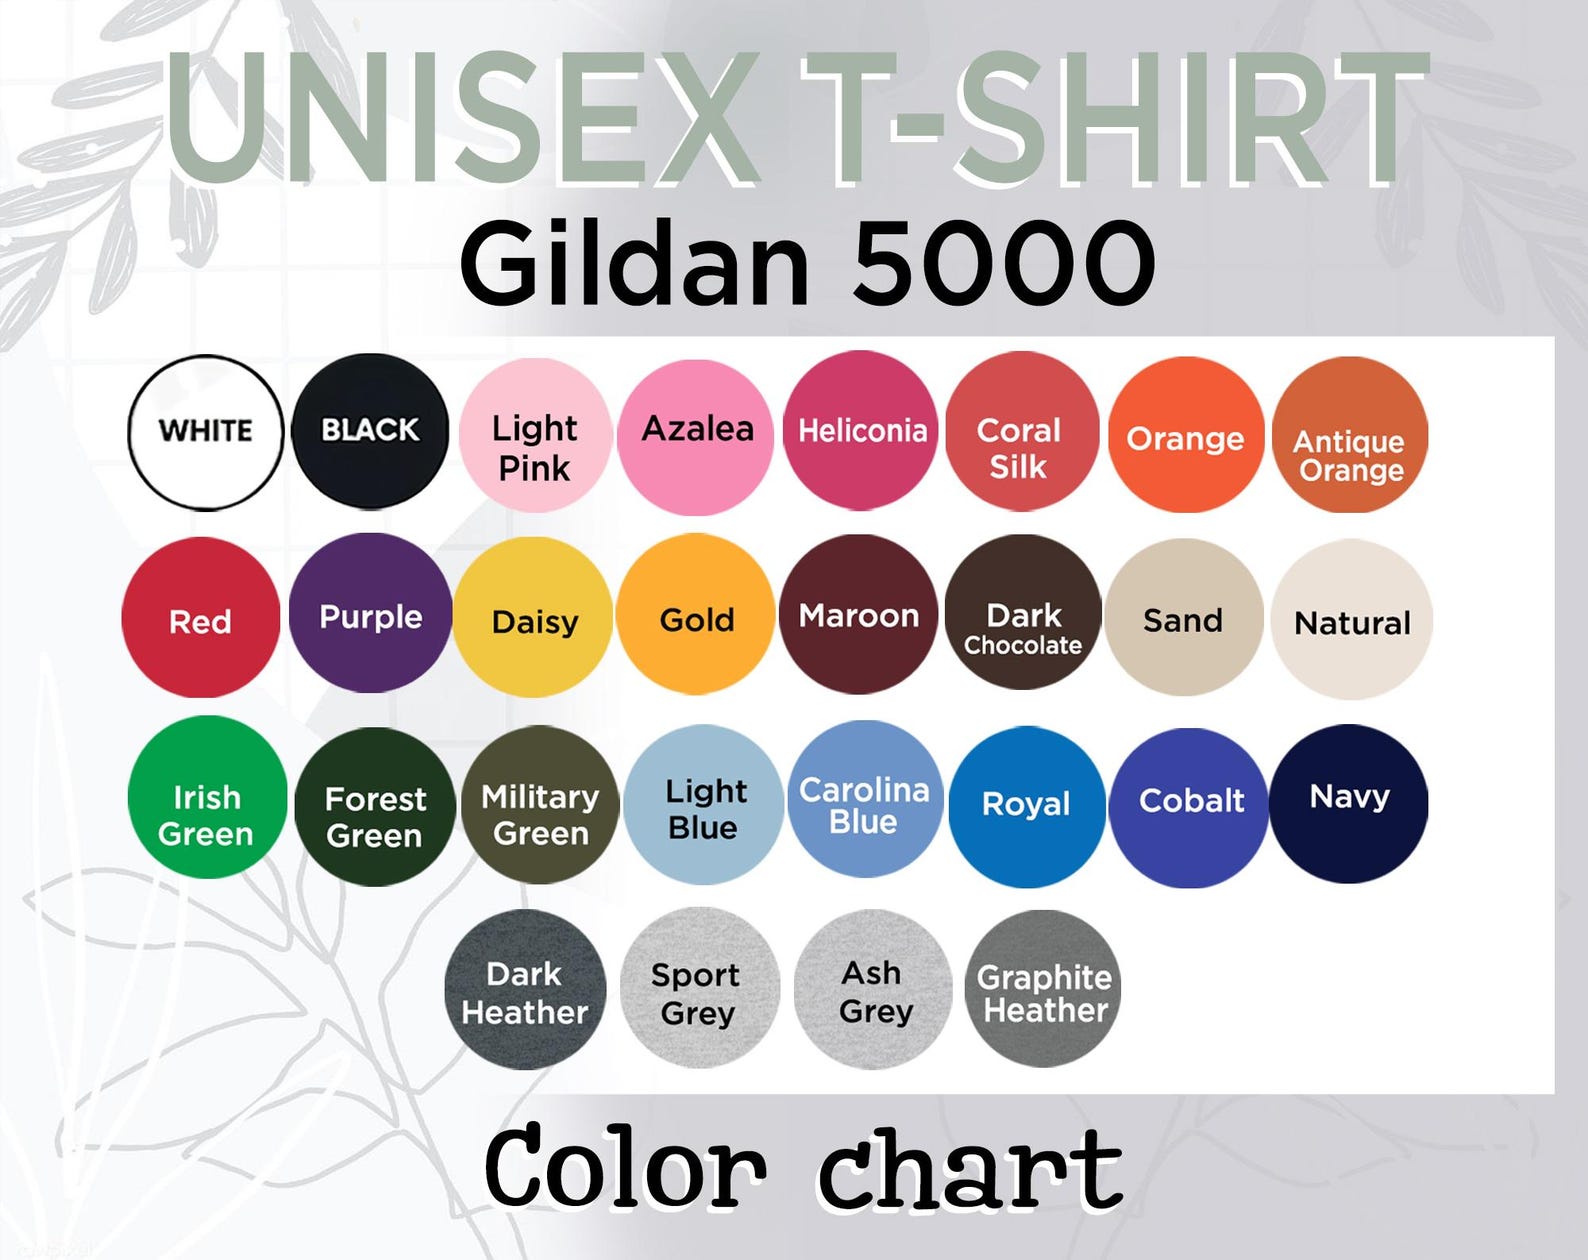 UNISEX T-SHIRT
Gildan 5000
WHITE
BLACK
Light
Pink
Azalea
Heliconia
Coral
Silk
Orange
Antique
Orange
Red
Purple
Daisy
Gold
Maroon
Dark
Chocolate
Sand
Natural
Irish
Green
Forest
Green
Military
Green
Light
Blue
Carolina
Blue
Royal
Cobalt
Navy
Dark
Heather
Sport
Grey
Ash
Grey
Graphite
Heather
Color chart